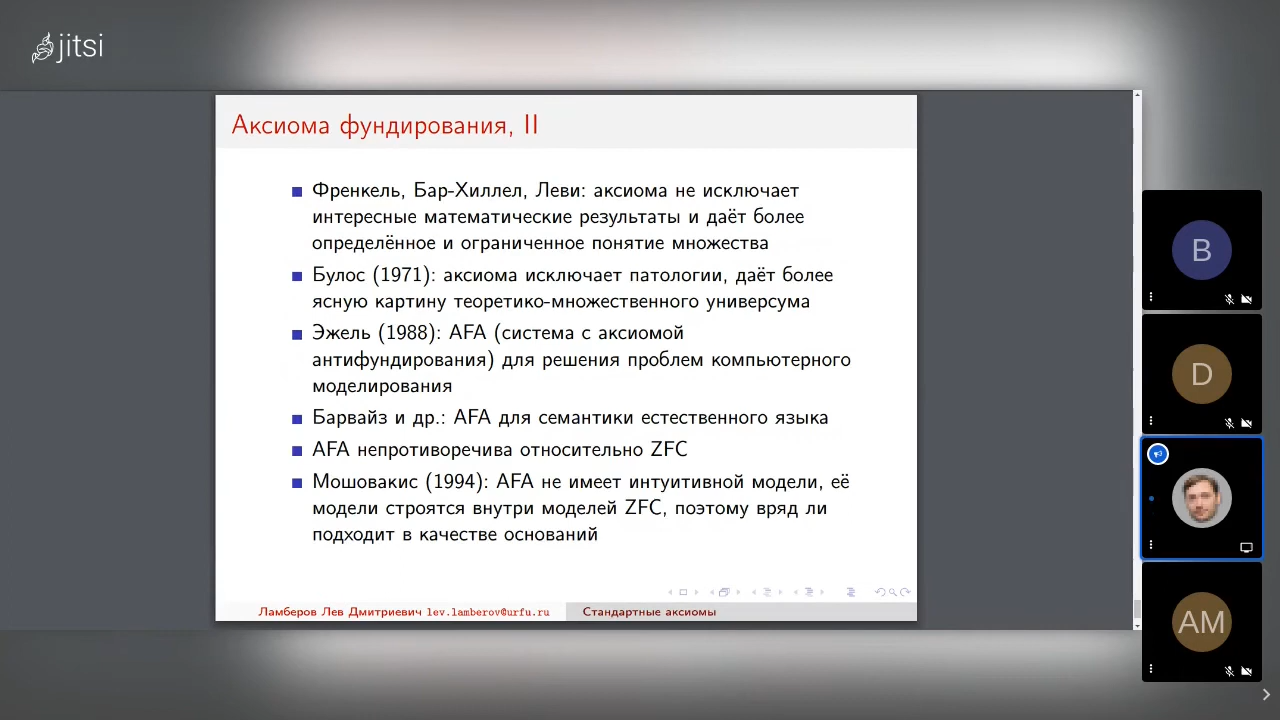 jitsi
Аксиома фундирования, II
Френкель, Бар-Хиллел, Леви: аксиома не исключает
интересные математические результаты и даёт более
определённое и ограниченное понятие множества
Булос (1971): аксиома исключает патологии, даёт более
ясную картину теоретико-множественного универсума
Эжель (1988): AFA (система с аксиомой
антифундирования) для решения проблем компьютерного
моделирования
Барвайз и др.: AFA для семантики естественного языка
AFA непротиворечива относительно ZFC
Мошовакис (1994): AFA не имеет интуитивной модели, её
модели строятся внутри моделей ZFC, поэтому вряд ли
подходит в качестве оснований
Ламберов Лев Дмитриевич lev.lamberov@urfu.ru
Стандартные аксиомы
B
D
AM